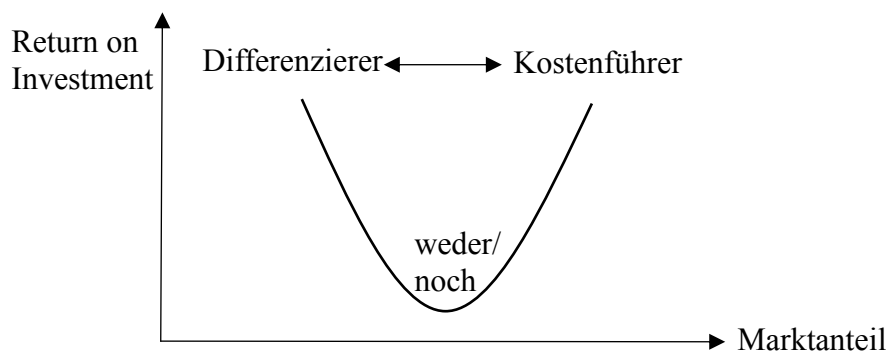 Return on
Investment
Differenzierer
Kostenführer
weder/
noch
Marktanteil